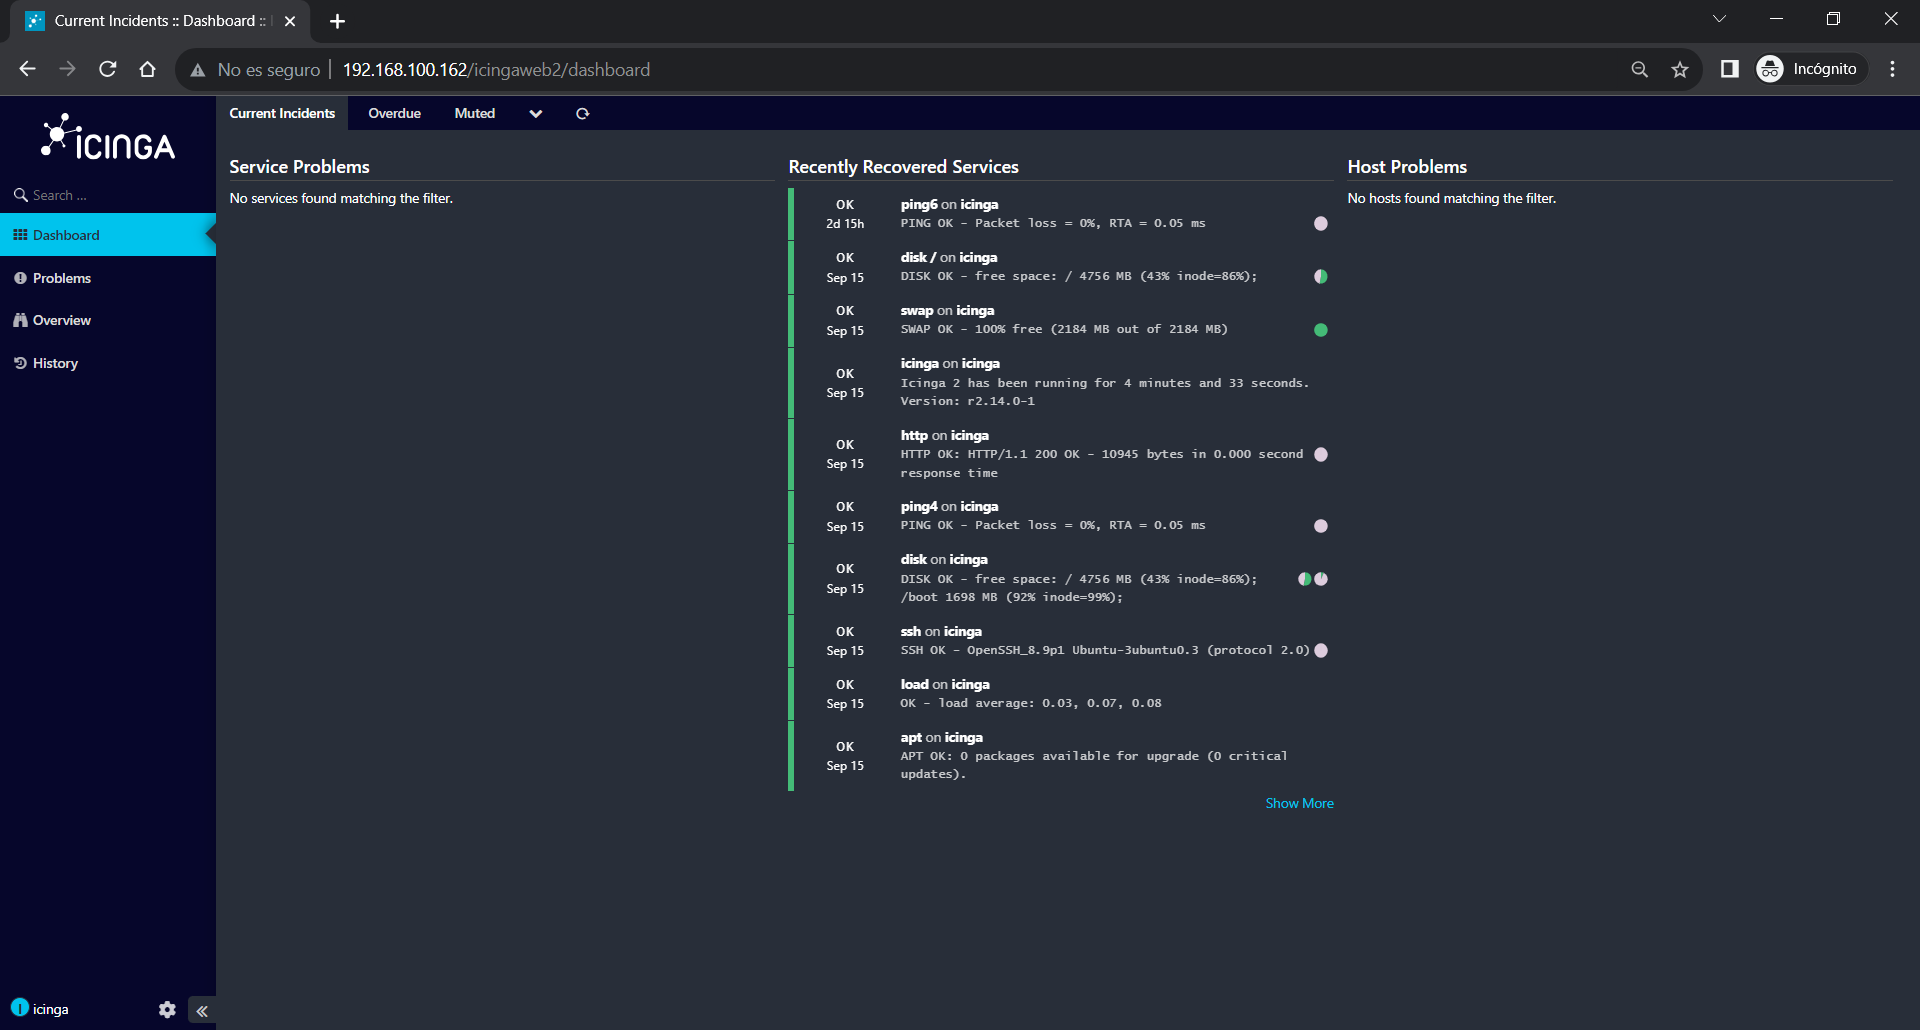 Current Incidents :: Dashboard ::
No es seguro
192.168.100.162/icingaweb2/dashboard
Incógnito
ICINGA
Search ...
Dashboard
Problems
Overview
History
icinga
Current Incidents
Overdue
Muted
Service Problems
No services found matching the filter.
Recently Recovered Services
OK
2d 15h
ping6 on icinga
PING OK - Packet loss = 0%, RTA = 0.05 ms
OK
Sep 15
disk / on icinga
DISK OK - free space: / 4756 MB (43% inode=86%);
OK
Sep 15
swap on icinga
SWAP OK - 100% free (2184 MB out of 2184 MB)
OK
Sep 15
icinga on icinga
Icinga 2 has been running for 4 minutes and 33 seconds.
Version: r2.14.0-1
OK
Sep 15
http on icinga
HTTP OK: HTTP/1.1 200 OK - 10945 bytes in 0.000 second
response time
OK
Sep 15
ping4 on icinga
PING OK - Packet loss = 0%, RTA = 0.05 ms
OK
Sep 15
disk on icinga
DISK OK - free space: / 4756 MB (43% inode=86%);
/boot 1698 MB (92% inode=99%);
OK
Sep 15
ssh on icinga
SSH OK - OpenSSH_8.9p1 Ubuntu-3ubuntu0.3 (protocol 2.0)
OK
Sep 15
load on icinga
OK - load average: 0.03, 0.07, 0.08
OK
Sep 15
apt on icinga
APT OK: 0 packages available for upgrade (0 critical
updates).
Show More
Host Problems
No hosts found matching the filter.